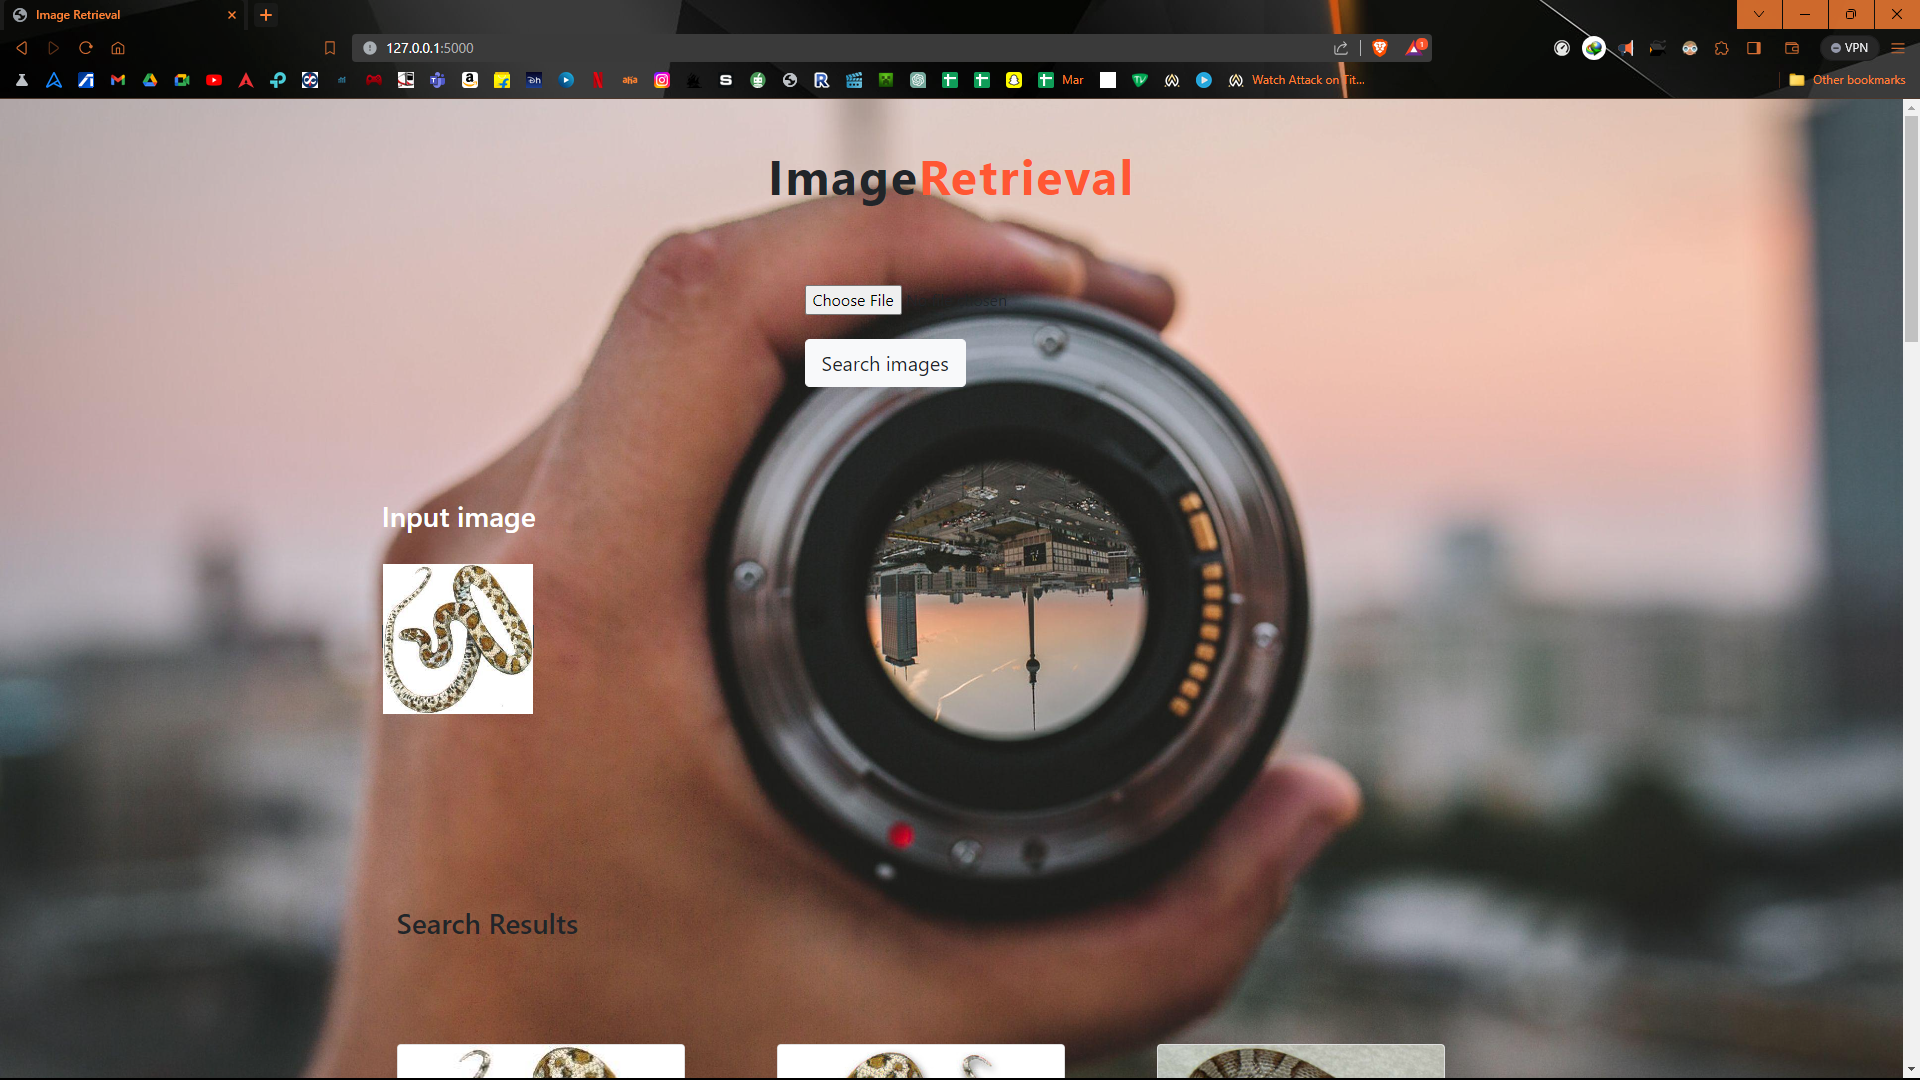 Image Retrieval
127.0.0.1:5000
VPN
Mar
Watch Attack on Tit...
Other bookmarks
ImageRetrieval
Choose File
Search images
Input image
Search Results